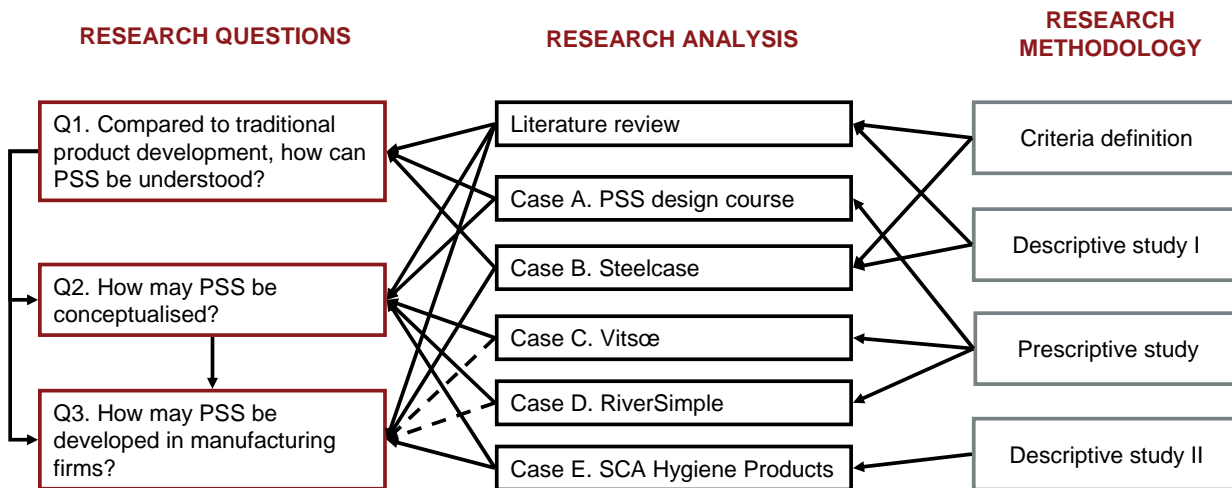 RESEARCH QUESTIONS
Q1. Compared to traditional
product development, how can
PSS be understood?
Q2. How may PSS be
conceptualised?
Q3. How may PSS be
developed in manufacturing
firms?
RESEARCH ANALYSIS
Literature review
Case A. PSS design course
Case B. Steelcase
Case C. Vitsœ
Case D. RiverSimple
Case E. SCA Hygiene Products
RESEARCH
METHODOLOGY
Criteria definition
Descriptive study I
Prescriptive study
Descriptive study II